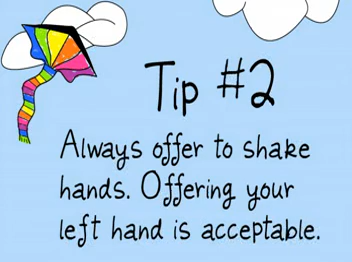 Tip #2
Always offer to shake
hands. Offering your
left hand is acceptable.